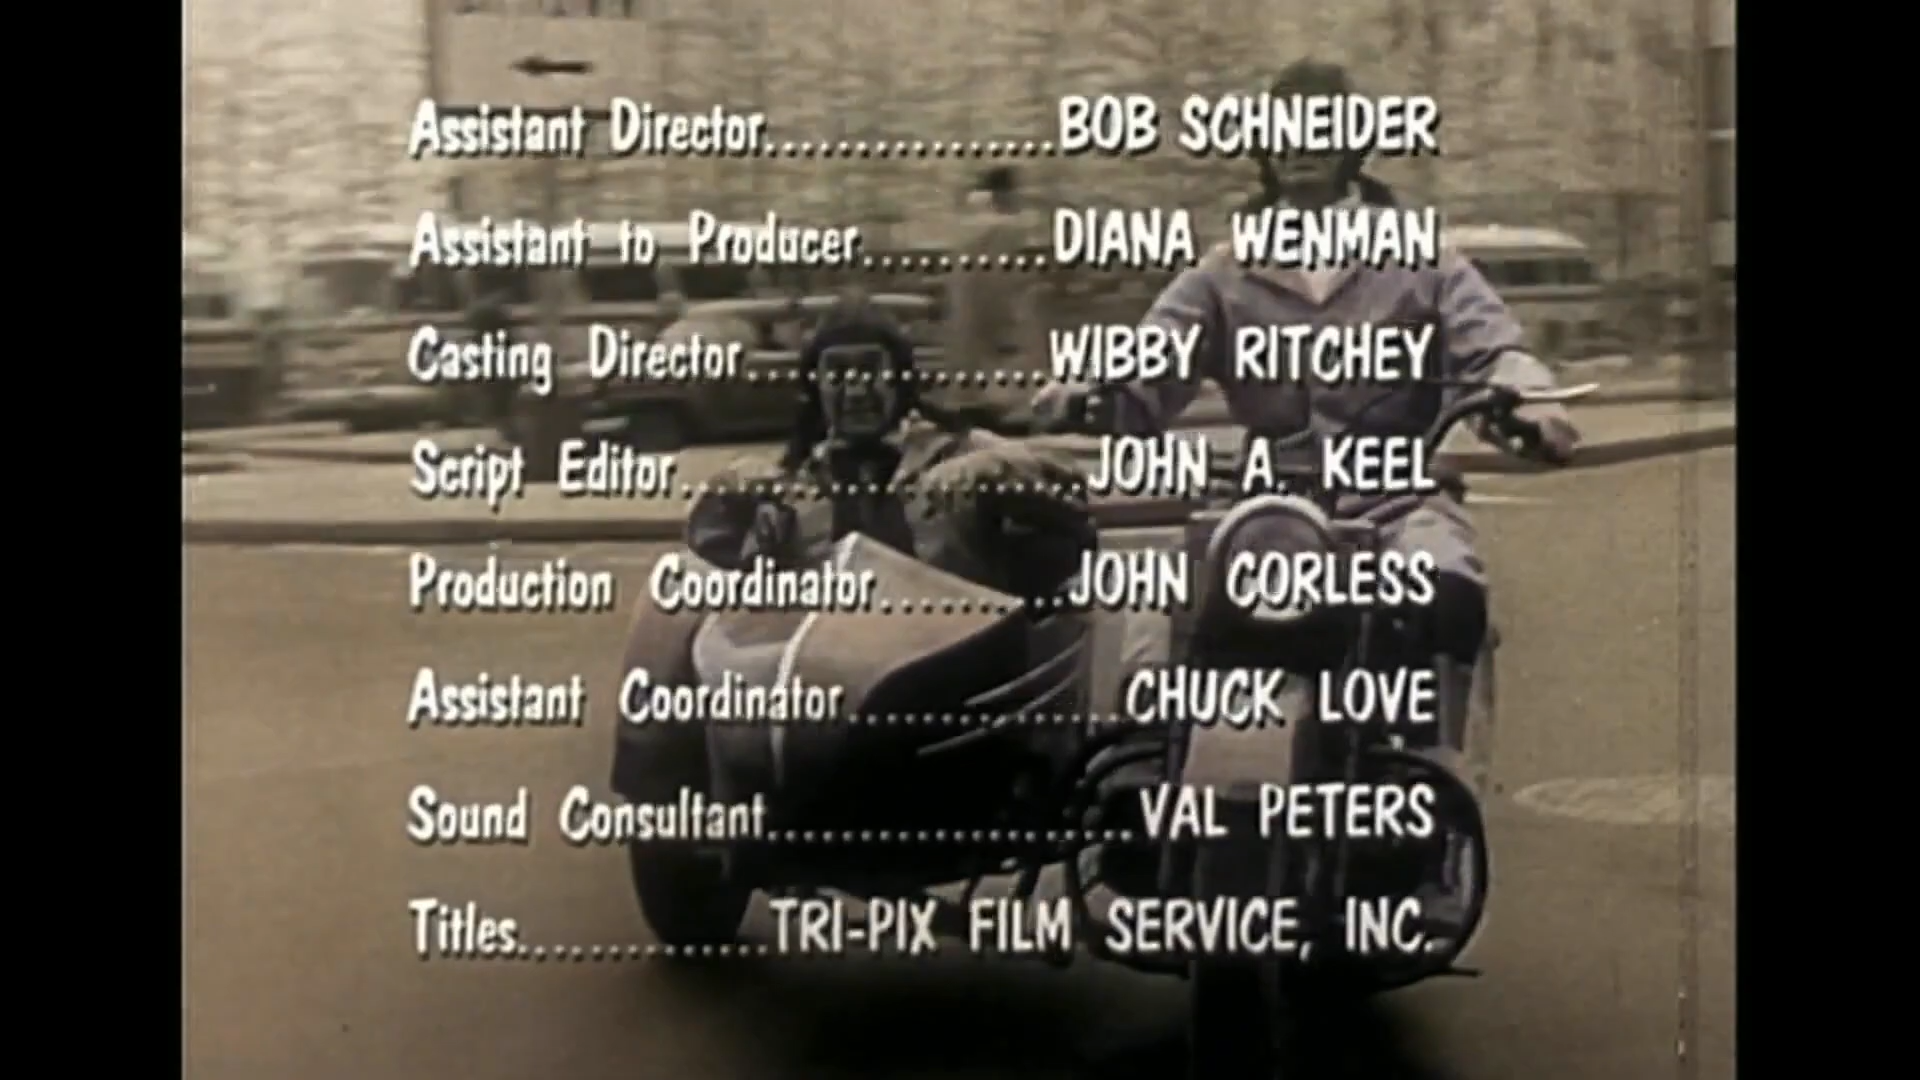 Assistant Director................BOB SCHNEIDER
Assistant to Producer..........DIANA WENMAN
Casting Director................WIBBY RITCHEY
Script Editor......................JOHN A. KEEL
Production Coordinator..........JOHN CORLESS
Assistant Coordinator...............CHUCK LOVE
Sound Consultant....................VAL PETERS
Titles..............TRI-PIX FILM SERVICE, INC.